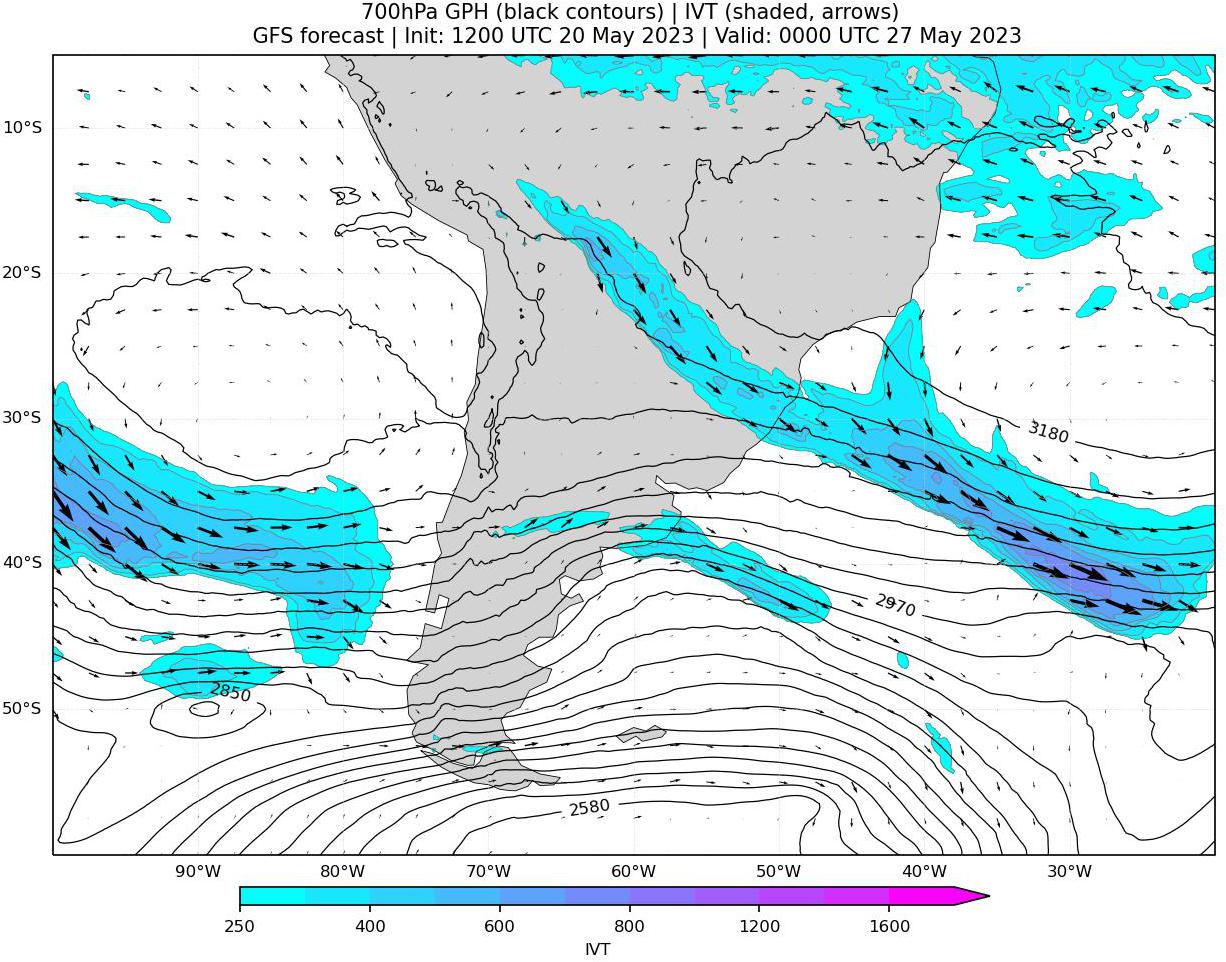 700hPa GPH (black contours) | IVT (shaded, arrows)
GFS forecast | Init: 1200 UTC 20 May 2023 | Valid: 0000 UTC 27 May 2023
10°S
20°S
30°S
3180
40°S
2970
2850
50°S
2580
90°W 80°W 70°W 60°W 50°W 40°W 30°W
250 400 600 800 1200 1600
IVT